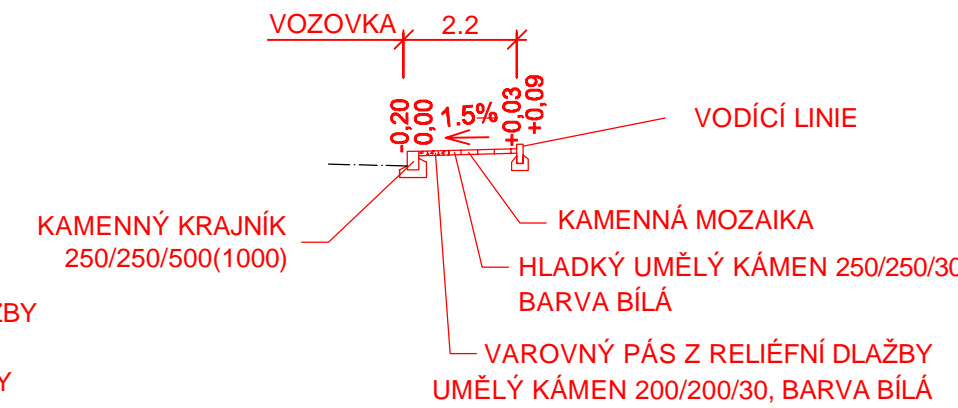 VOZOVKA 2.2
-0,20
0,00
1.5%
+0,03
+0,09
VODÍCÍ LINIE
KAMENNÝ KRAJNÍK
250/250/500(1000)
KAMENNÁ MOZAIKA
HLADKÝ UMĚLÝ KÁMEN 250/250/30
BARVA BÍLÁ
VAROVNÝ PÁS Z RELIÉFNÍ DLAŽBY
UMĚLÝ KÁMEN 200/200/30, BARVA BÍLÁ
ŽBY
Y